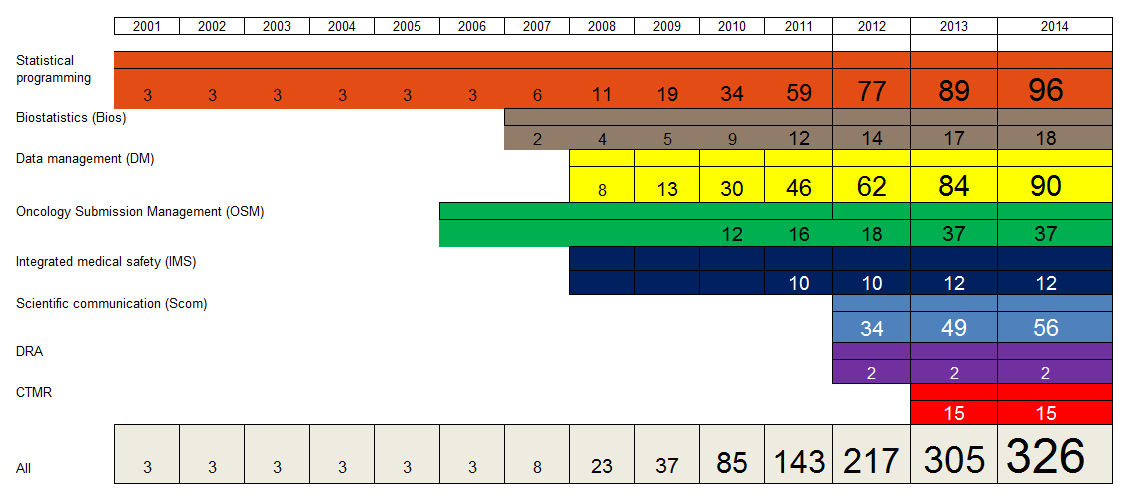 2001 2002 2003 2004 2005 2006 2007 2008 2009 2010 2011 2012 2013 2014
Statistical
programming
3 3 3 3 3 3 6 11 19 34 59 77 89 96
Biostatistics (Bios)
2 4 5 9 12 14 17 18
Data management (DM)
8 13 30 46 62 84 90
Oncology Submission Management (OSM)
12 16 18 37 37
Integrated medical safety (IMS)
10 10 12 12
Scientific communication (Scom)
34 49 56
DRA
2 2 2
CTMR
15 15
All 3 3 3 3 3 3 8 23 37 85 143 217 305 326